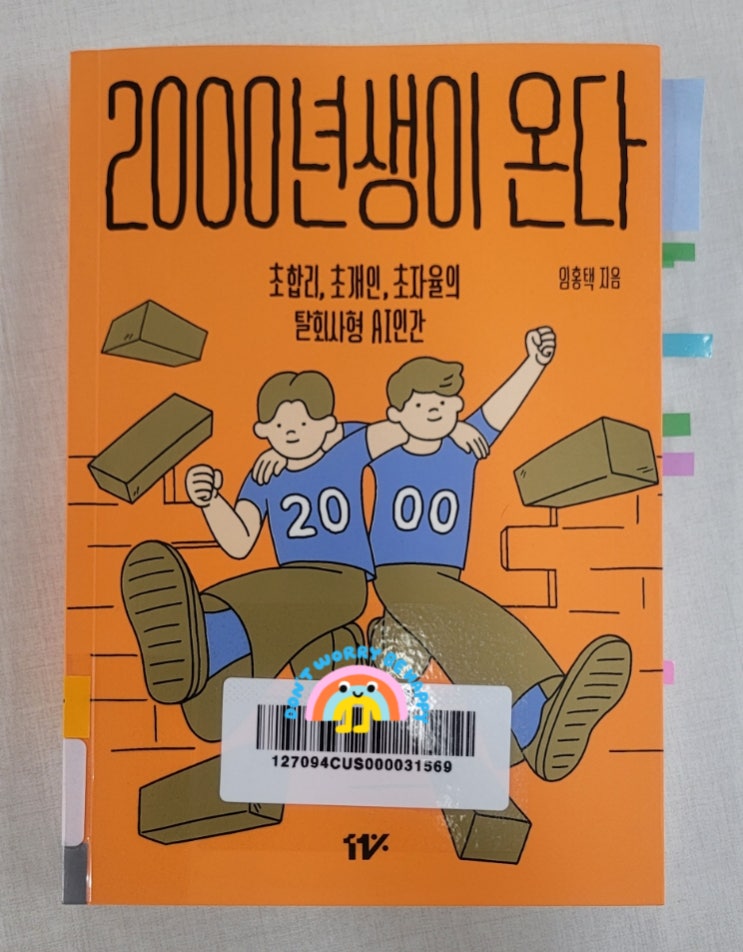 2000년생이 온다
초합리, 초개인, 초자율의
탈회사형 AI인간
임홍택 지음
20 00
DON'T WORRY BE HAPPY
127094CUS000031569
11%